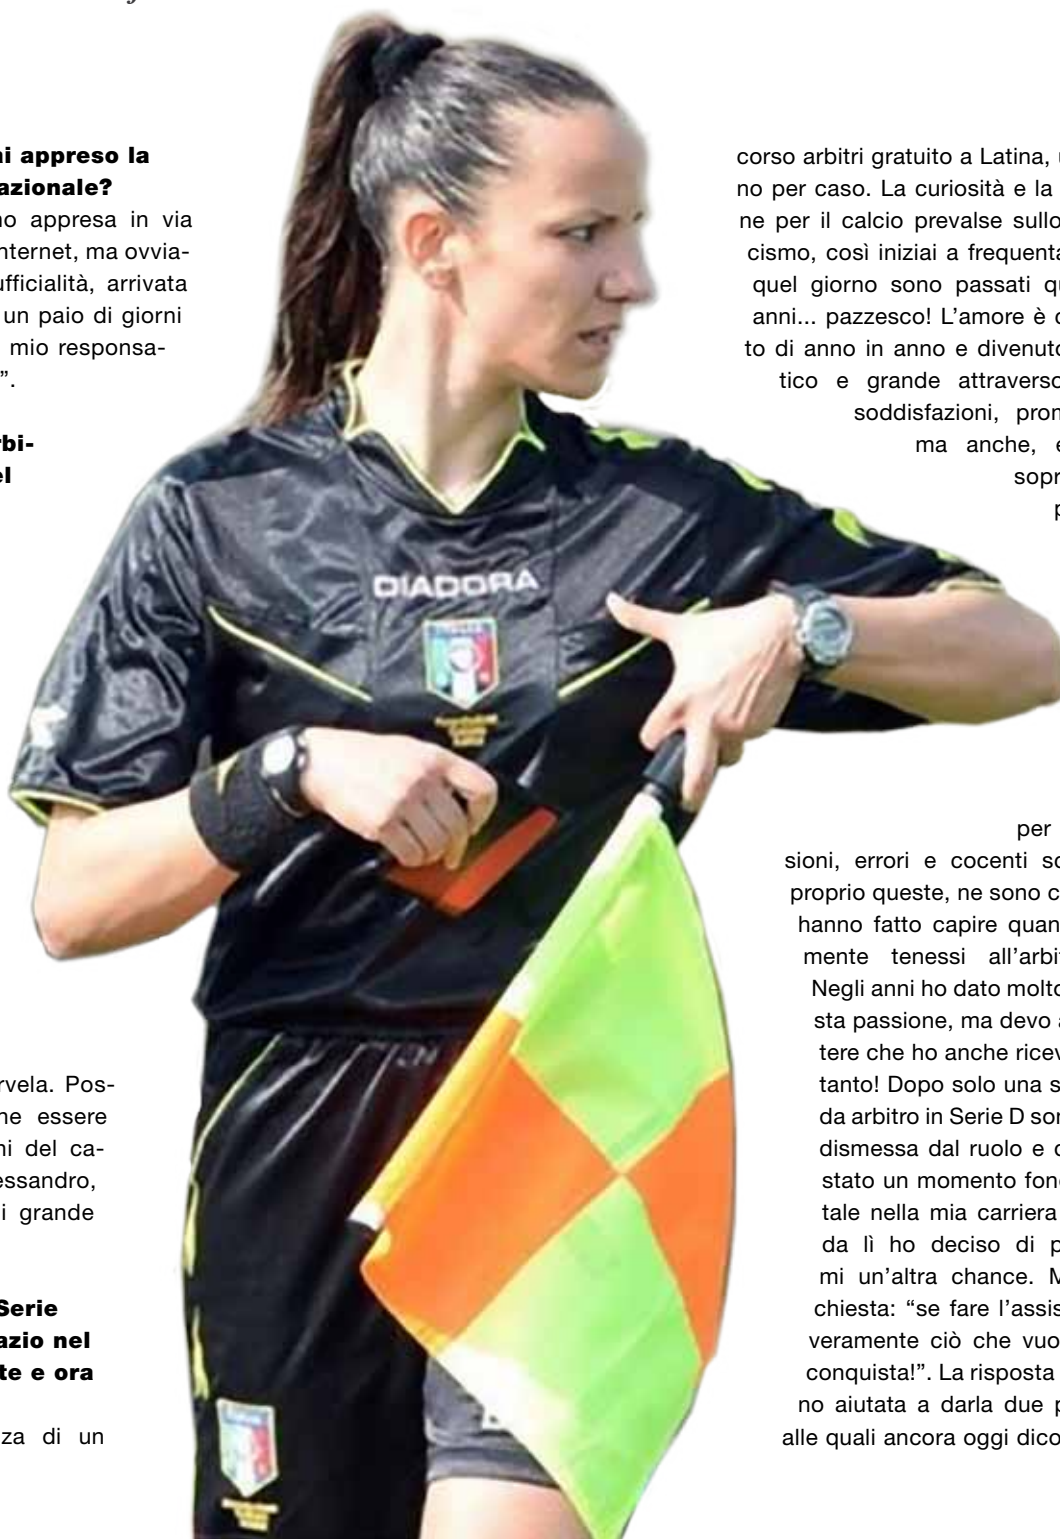 ai appreso la
azionale?
no appresa in via
nternet, ma ovvia-
ufficialità, arrivata
un paio di giorni
mio responsa-
”.
rbi-
el
rvela. Pos-
ne essere
ni del ca-
essandro,
i grande
Serie
azio nel
te e ora
za di un
DIADORA
corso arbitri gratuito a Latina,
no per caso. La curiosità e la
ne per il calcio prevalse sullo
cismo, così iniziai a frequenta
quel giorno sono passati qu
anni... pazzesco! L’amore è c
to di anno in anno e divenuto
tico e grande attraverso
soddisfazioni, prom
ma anche, e
sopr
p
per
sioni, errori e cocenti sc
proprio queste, ne sono c
hanno fatto capire quan
mente tenessi all’arbi
Negli anni ho dato molto
sta passione, ma devo a
tere che ho anche ricev
tanto! Dopo solo una s
da arbitro in Serie D sor
dismessa dal ruolo e c
stato un momento fond
tale nella mia carriera
da lì ho deciso di p
mi un’altra chance. M
chiesta: “se fare l’assis
veramente ciò che vuo
conquista!”. La risposta
no aiutata a darla due p
alle quali ancora oggi dico